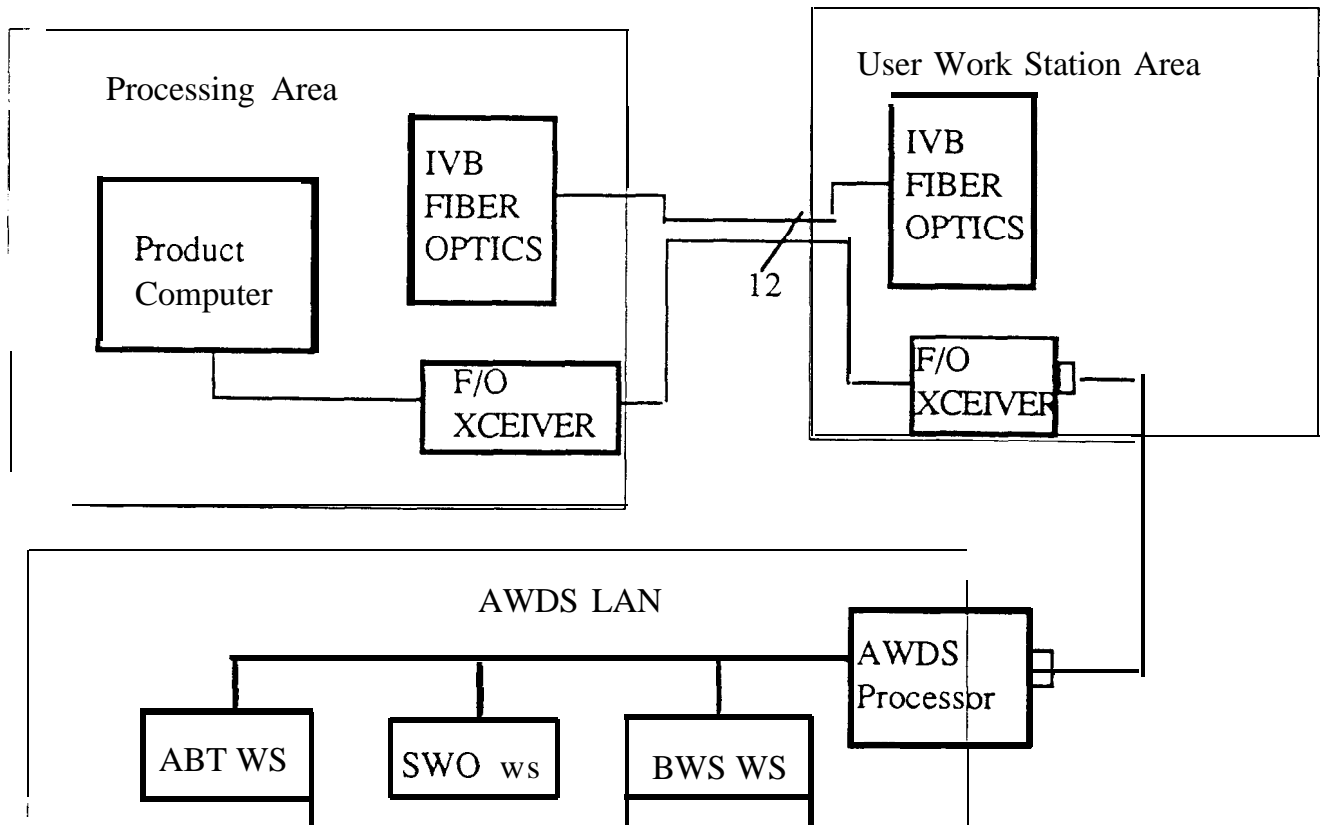 Processing Area
User Work Station Area
IVB
FIBER
OPTICS
IVB
FIBER
OPTICS
Product
Computer
12
F/O
XCEIVER
F/O
XCEIVER
AWDS LAN
AWDS
Processor
ABT WS
SWO ws
BWS WS